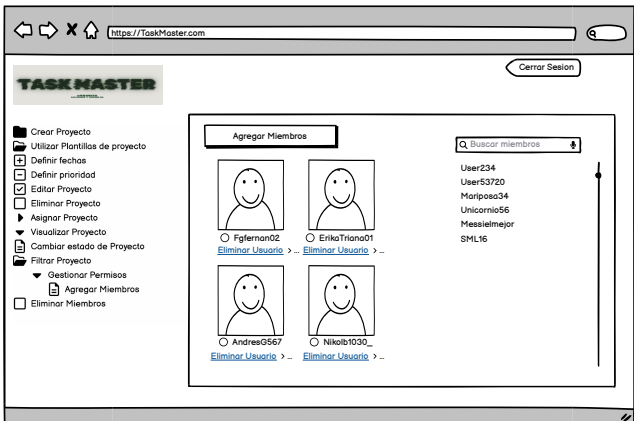 https://TaskMaster.com
Cerrar Sesion
TASK MASTER
Crear Proyecto
Utilizar Plantillas de proyecto
Definir fechas
Definir prioridad
Editar Proyecto
Eliminar Proyecto
Asignar Proyecto
Visualizar Proyecto
Cambiar estado de Proyecto
Filtrar Proyecto
Gestionar Permisos
Agregar Miembros
Eliminar Miembros
Agregar Miembros
Fgfernan02
ErikaTriana01
Eliminar Usuario > ...
Eliminar Usuario > ...
AndresG567
Nikolb1030_
Eliminar Usuario > ...
Eliminar Usuario > ...
Buscar miembros
User234
User53720
Mariposa34
Unicornio56
Messielmejor
SML16